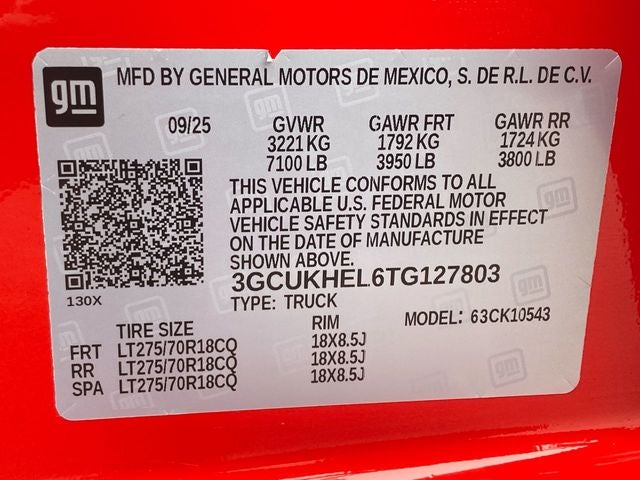 gm
MFD BY GENERAL MOTORS DE MEXICO, S. DE R.L. DE C.V.
09/25 GVWR GAWR FRT GAWR RR
3221 KG 1792 KG 1724 KG
7100 LB 3950 LB 3800 LB
THIS VEHICLE CONFORMS TO ALL
APPLICABLE U.S. FEDERAL MOTOR
VEHICLE SAFETY STANDARDS IN EFFECT
ON THE DATE OF MANUFACTURE
SHOWN ABOVE.
3GCUKHEL6TG127803
130X
TYPE: TRUCK
MODEL: 63CK10543
TIRE SIZE RIM
FRT LT275/70R18CQ 18X8.5J
RR LT275/70R18CQ 18X8.5J
SPA LT275/70R18CQ 18X8.5J